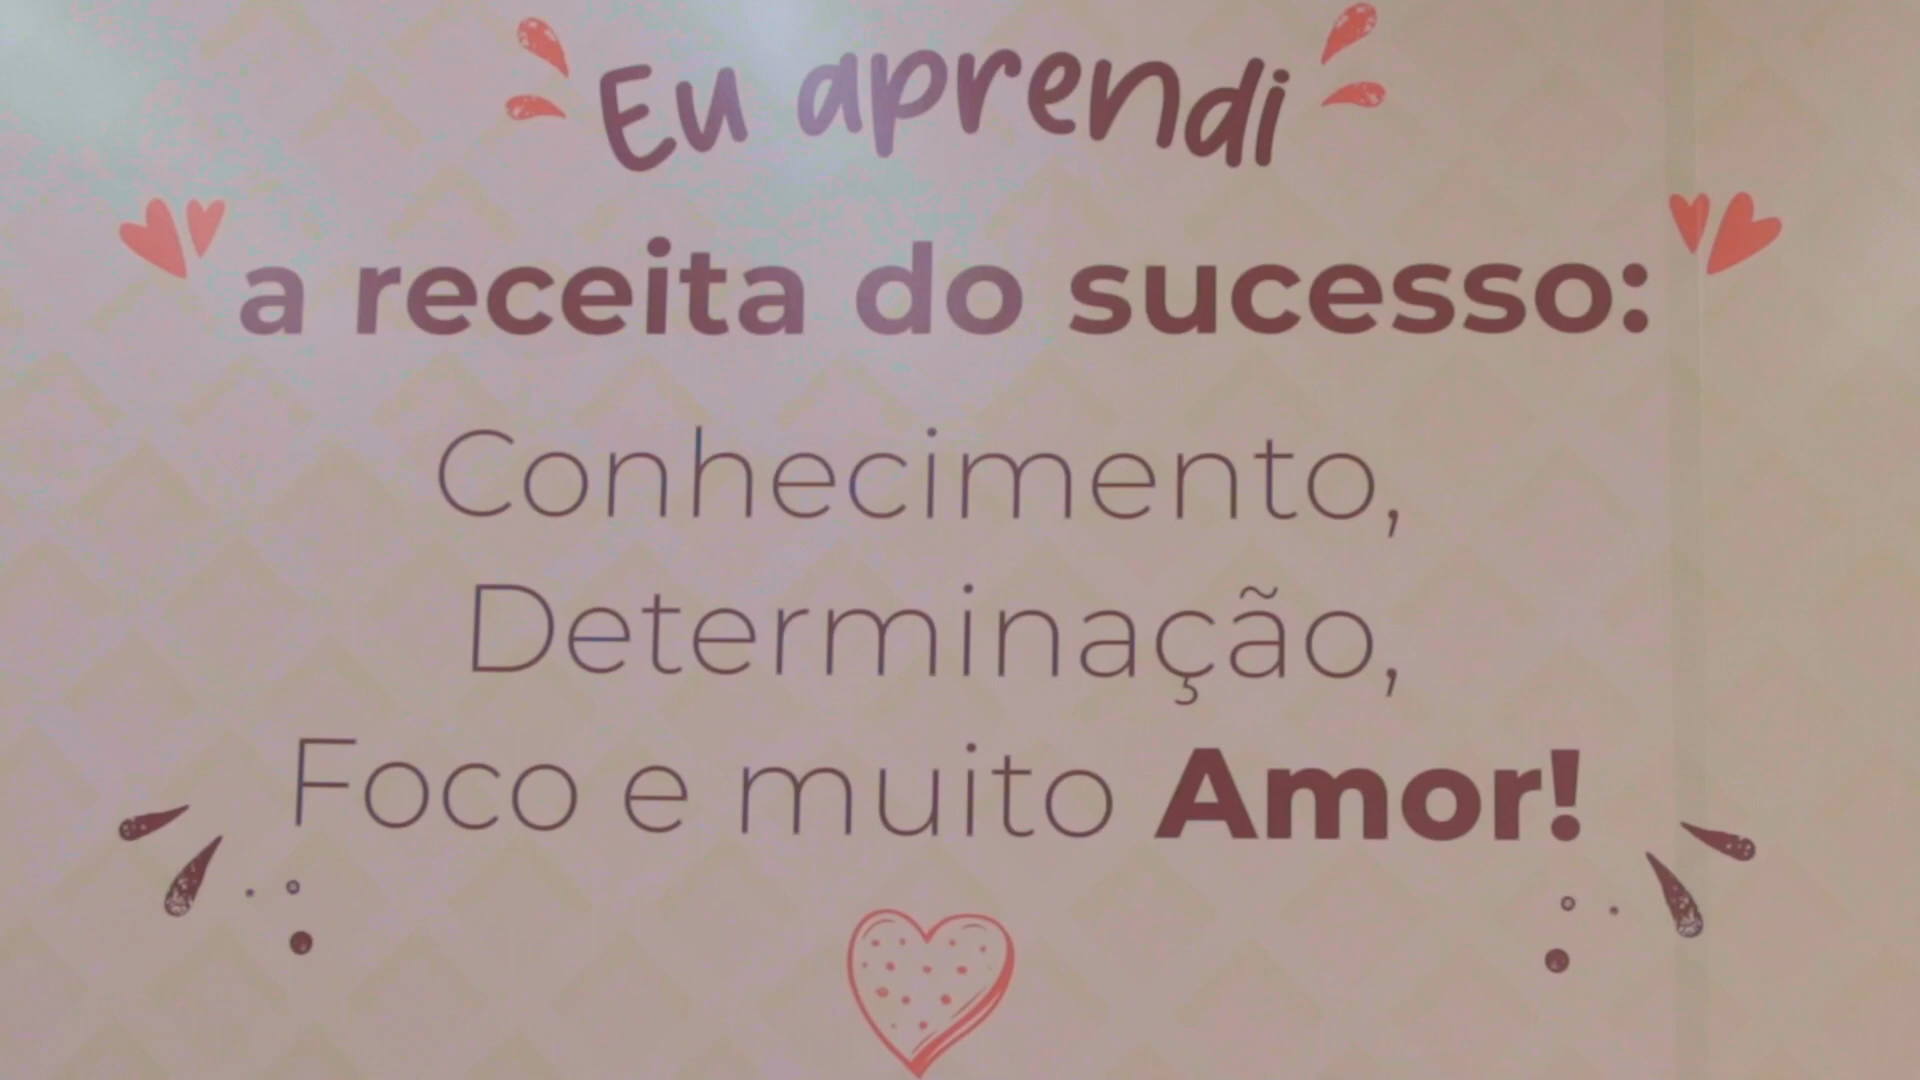 Eu aprendi
a receita do sucesso:
Conhecimento,
Determinação,
Foco e muito Amor!